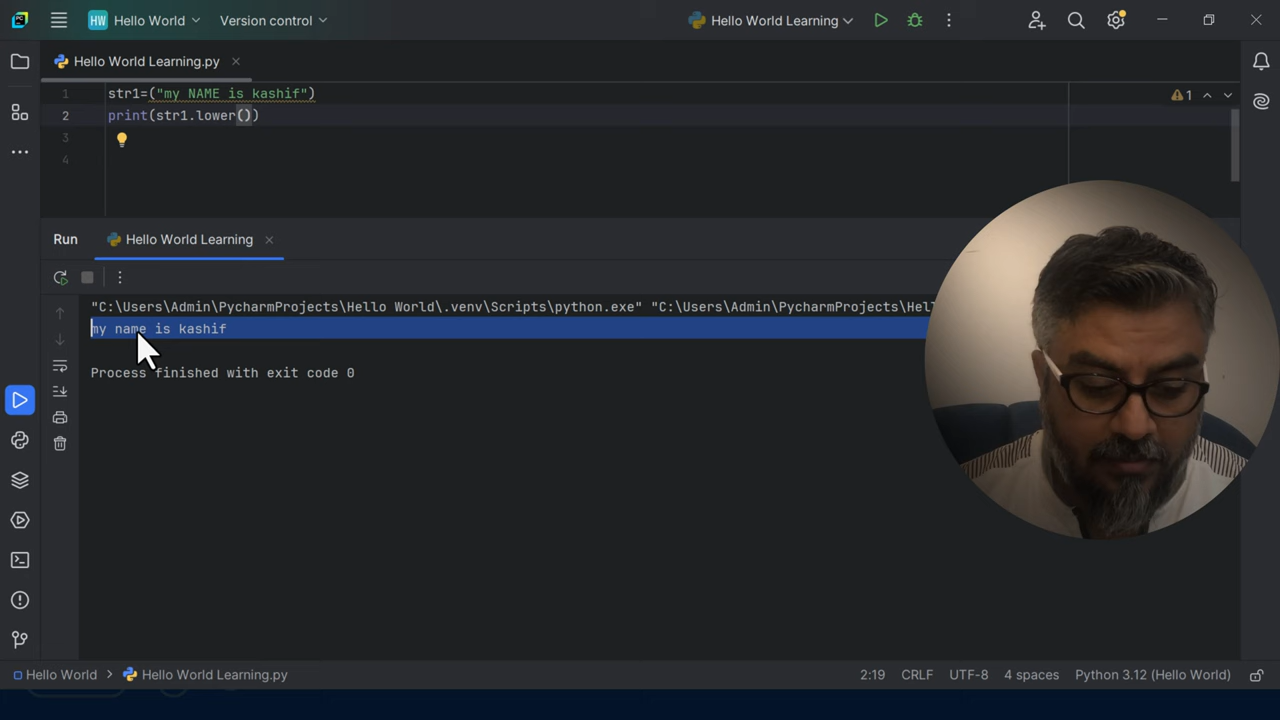 HW Hello World Version control Hello World Learning
Hello World Learning.py
1 str1=("my NAME is kashif") 1
2 print(str1.lower())
3
4
Run Hello World Learning
"C:\Users\Admin\PycharmProjects\Hello World\.venv\Scripts\python.exe" "C:\Users\Admin\PycharmProjects\Hel
my name is kashif
Process finished with exit code 0
Hello World > Hello World Learning.py 2:19 CRLF UTF-8 4 spaces Python 3.12 (Hello World)